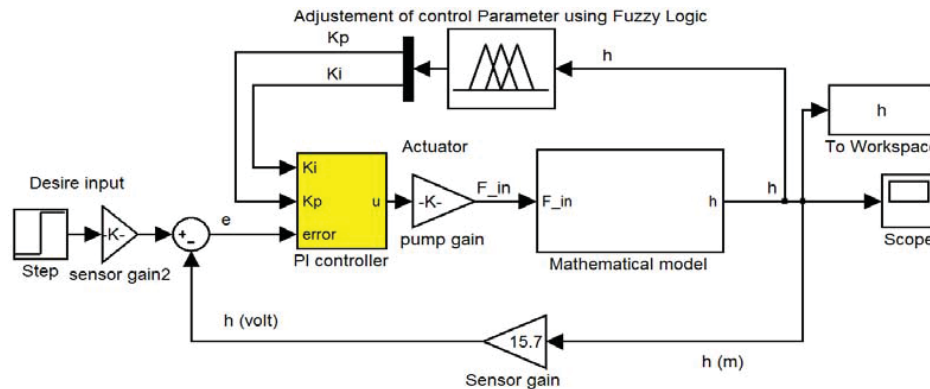 Adjustement of control Parameter using Fuzzy Logic
Kp
h
Ki
h
To Workspace
Actuator
Desire input
Ki
Kp
u
error
-K-
F_in
F_in
h
h
-K-
e
+
-
pump gain
Scope
Step
sensor gain2
PI controller
Mathematical model
h (volt)
15.7
h (m)
Sensor gain